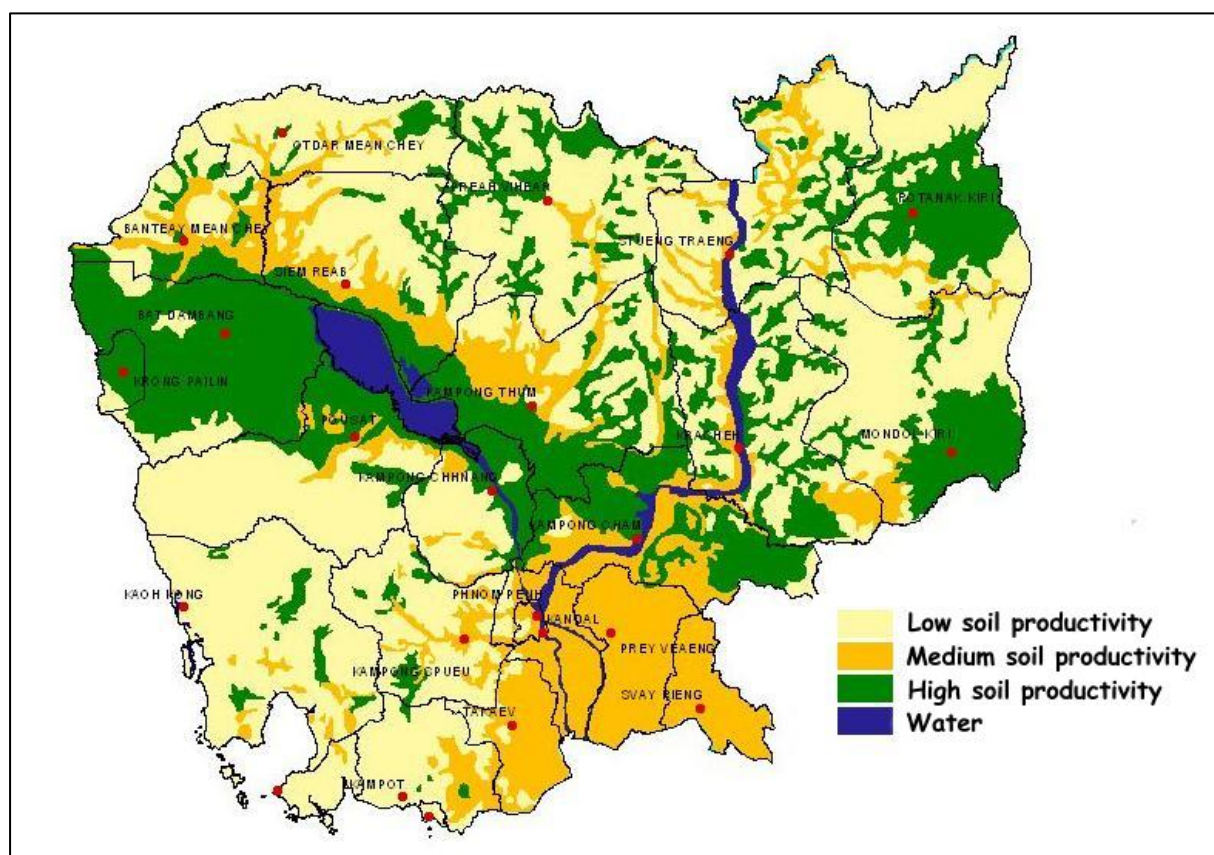 OTDAR MEAN CHEY
PREAH VIHEAR
ROTANAK KIRI
BANTEAY MEAN CHEY
STUENG TRAENG
SIEM REAB
BAT DAMBANG
KRONG PAILIN
KAMPONG THUM
POUSAT
KRACHEH
MONDOL KIRI
KAMPONG CHHNANG
KAMPONG CHAM
KAOH KONG
PHNOM PENH
KANDAL
PREY VEAENG
KAMPONG SPUEU
SVAY RIENG
TAKAEV
KAMPOT
Low soil productivity
Medium soil productivity
High soil productivity
Water